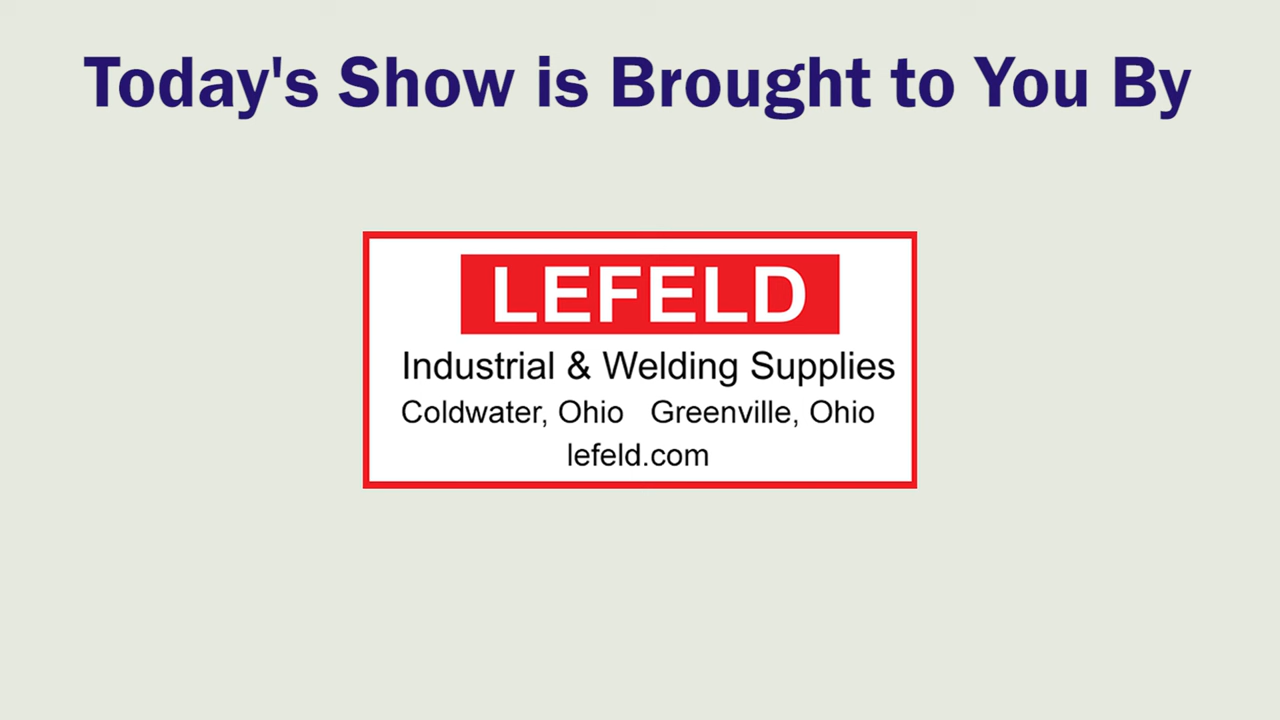 Today's Show is Brought to You By
LEFELD
Industrial & Welding Supplies
Coldwater, Ohio Greenville, Ohio
lefeld.com